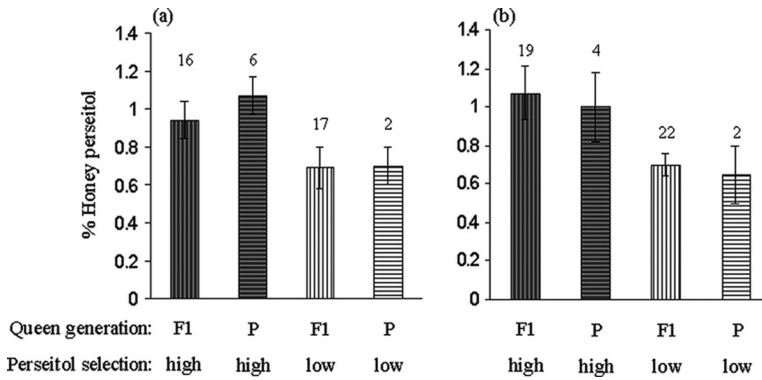 (a) (b)
1.4 1.4
16 6 19 4
1.2 1.2
17 2 22 2
1 1
0.8 0.8
0.6 0.6
0.4 0.4
0.2 0.2
0 0
% Honey perseitol
Queen generation: F1 P F1 P F1 P F1 P
Perseitol selection: high high low low high high low low